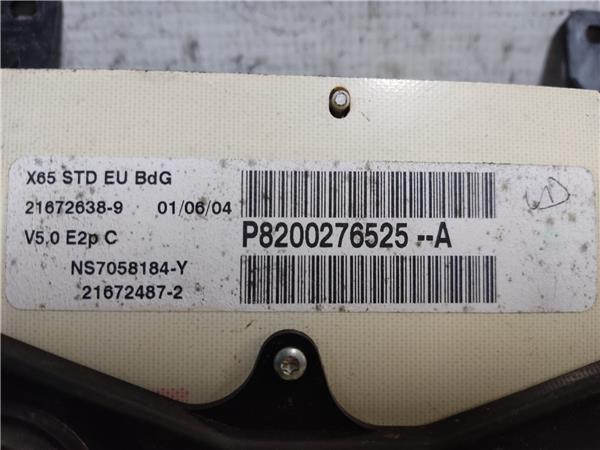 X65 STD EU BdG
21672638-9 01/06/04
V5,0 E2p C
P8200276525--A
NS7058184-Y
21672487-2